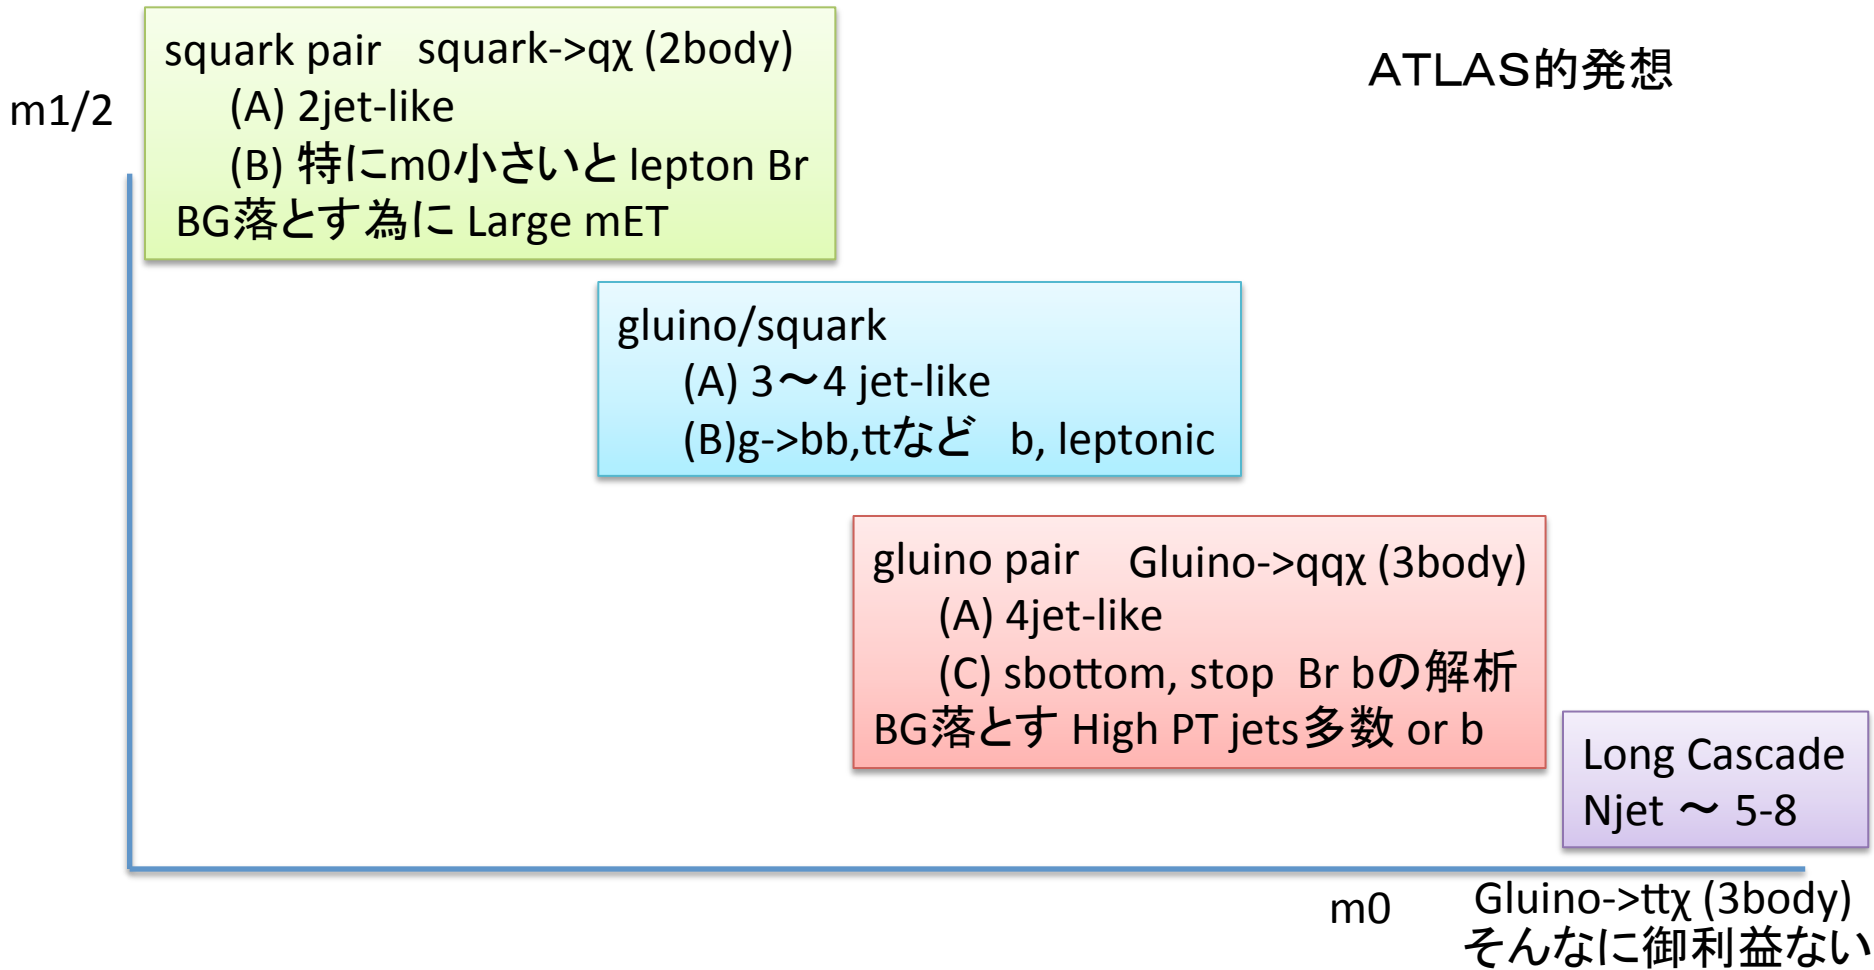 ATLAS的発想
m1/2
squark pair squark->qχ (2body)
(A) 2jet-like
(B) 特にm0小さいと lepton Br
BG落とす為に Large mET
gluino/squark
(A) 3〜4 jet-like
(B)g->bb,ttなど b, leptonic
gluino pair Gluino->qqχ (3body)
(A) 4jet-like
(C) sbottom, stop Br bの解析
BG落とす High PT jets多数 or b
Long Cascade
Njet 〜 5-8
m0
Gluino->ttχ (3body)
そんなに御利益ない